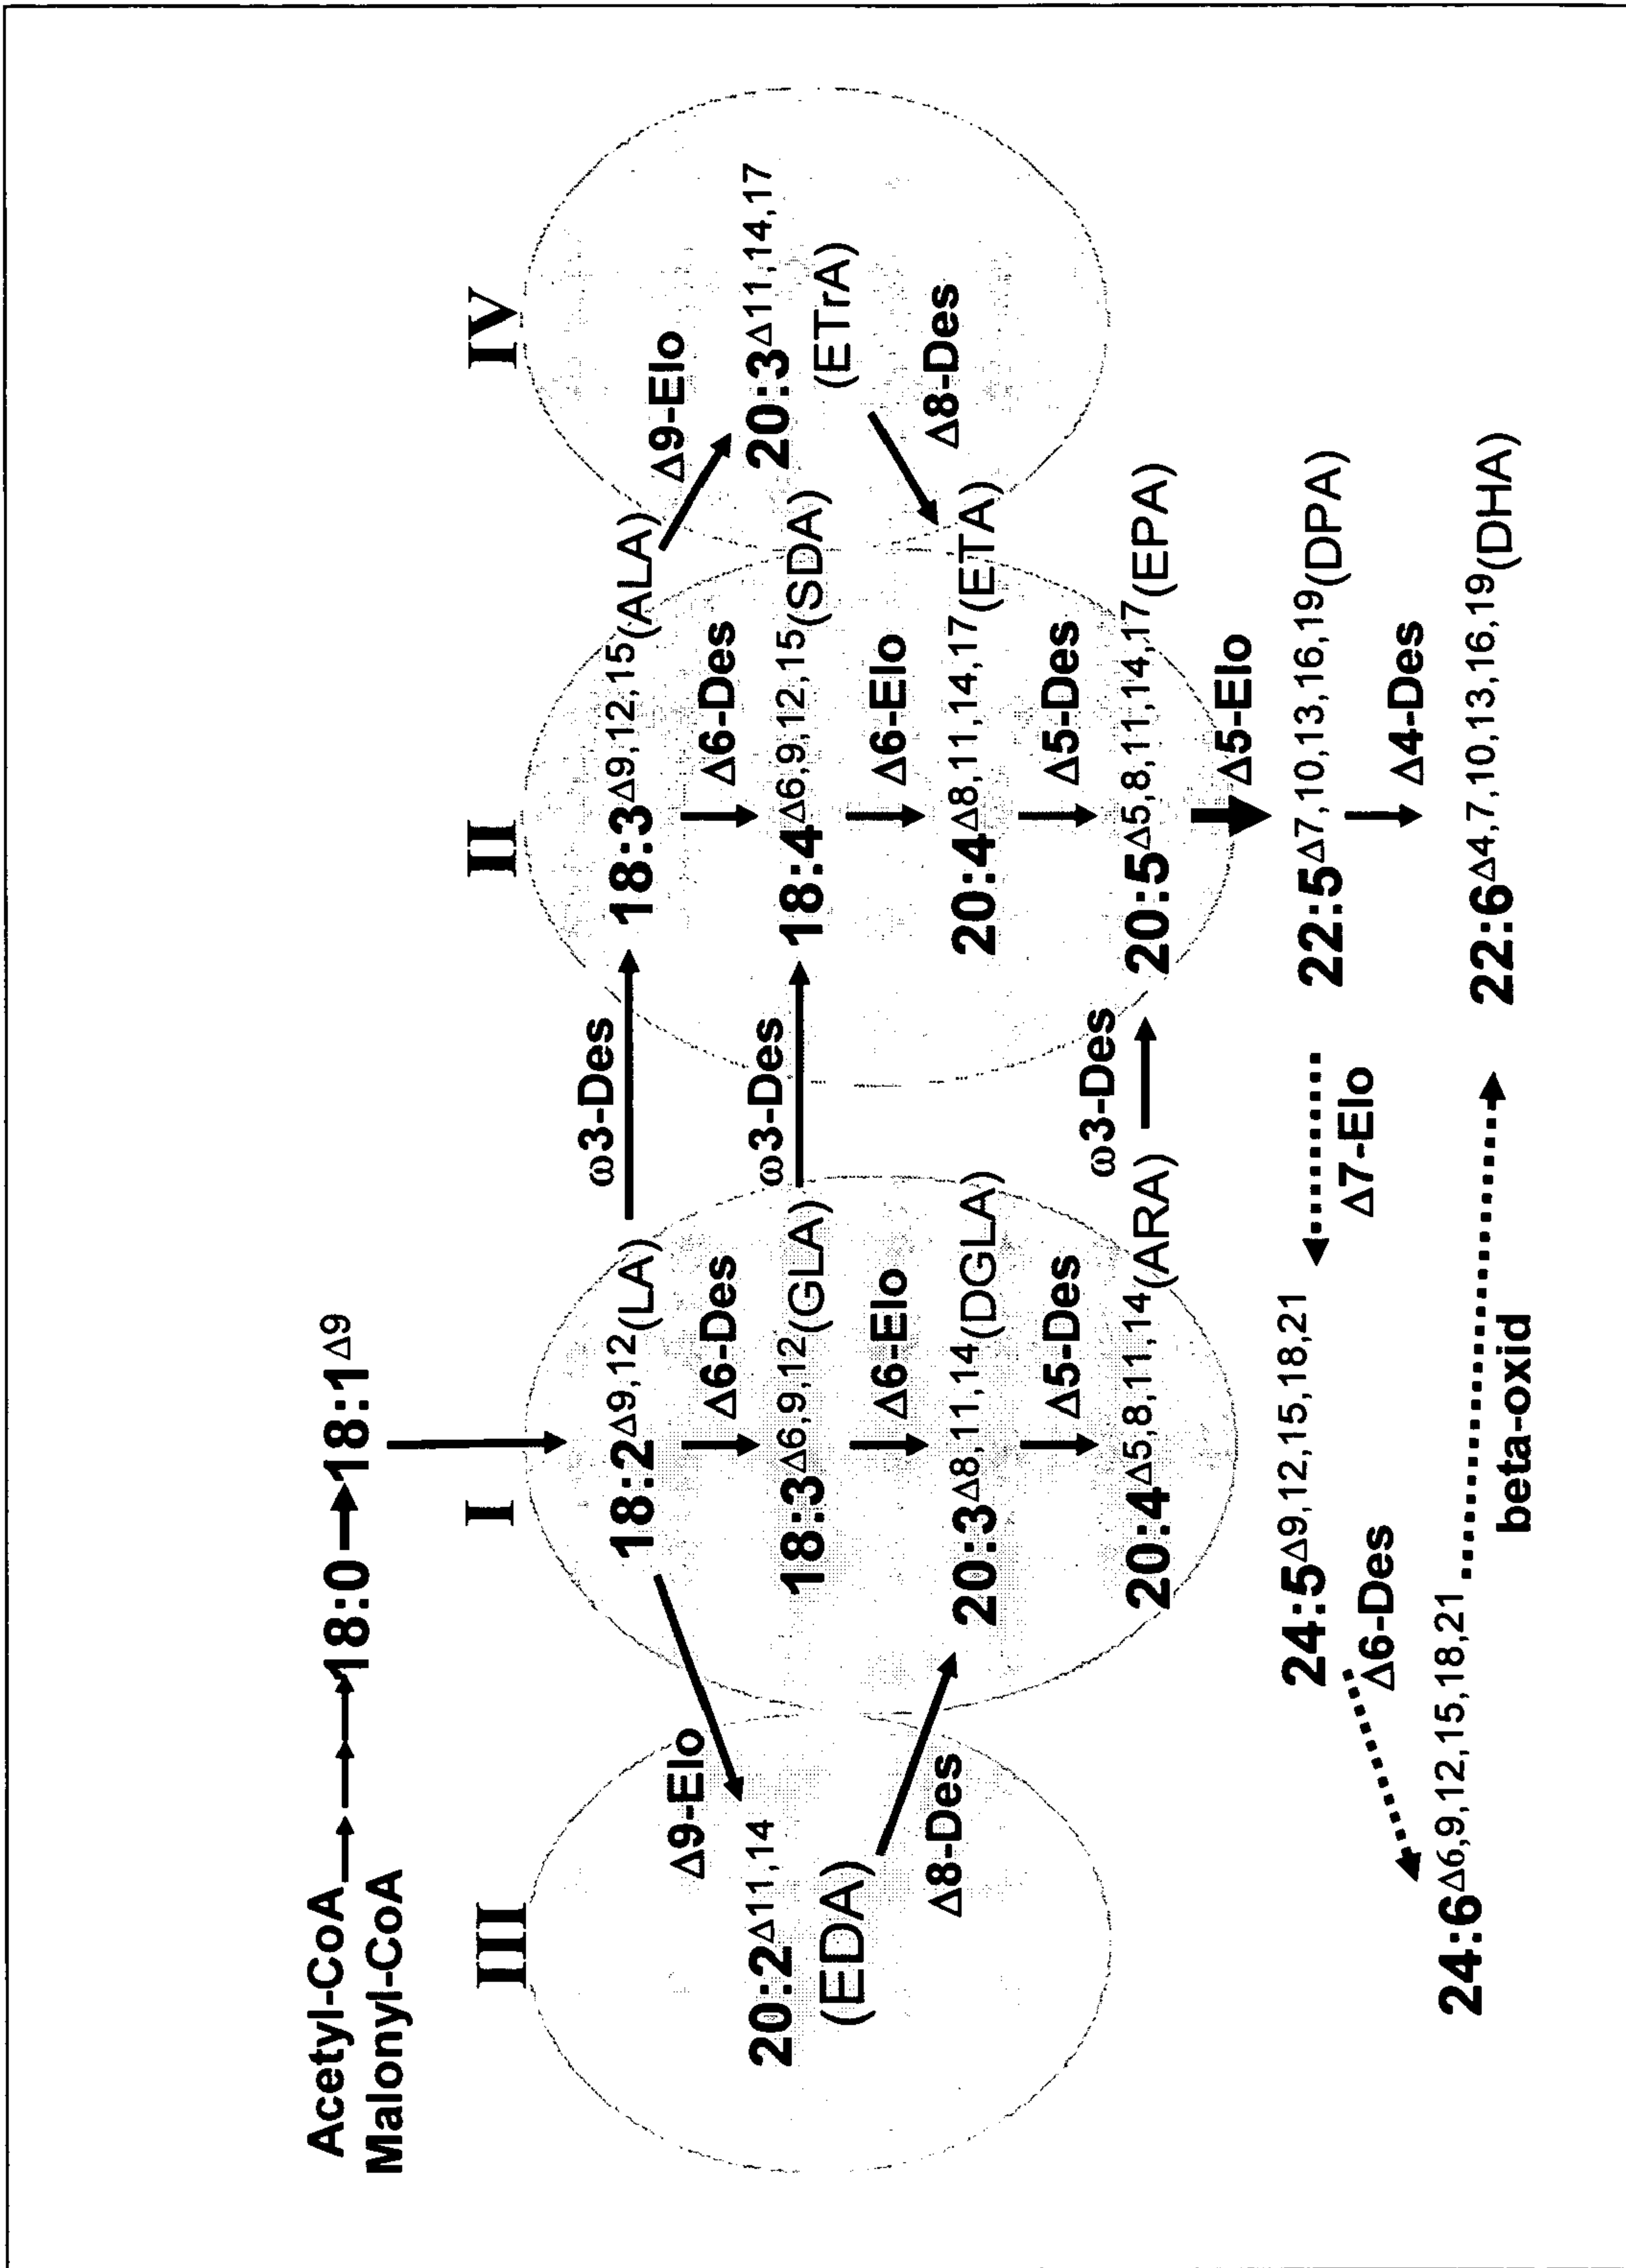 Acetyl-CoA
Malonyl-CoA
18:0
18:1Δ9
III
I
II
IV
18:2Δ9,12(LA)
ω3-Des
18:3Δ9,12,15(ALA)
Δ9-Elo
Δ6-Des
Δ6-Des
Δ9-Elo
20:2Δ11,14
(EDA)
18:3Δ6,9,12(GLA)
ω3-Des
18:4Δ6,9,12,15(SDA)
20:3Δ11,14,17
(ETrA)
Δ6-Elo
Δ6-Elo
Δ8-Des
20:3Δ8,11,14(DGLA)
20:4Δ8,11,14,17(ETA)
Δ8-Des
Δ5-Des
Δ5-Des
20:4Δ5,8,11,14(ARA)
ω3-Des
20:5Δ5,8,11,14,17(EPA)
Δ5-Elo
24:5Δ9,12,15,18,21
Δ7-Elo
22:5Δ7,10,13,16,19(DPA)
Δ6-Des
Δ4-Des
24:6Δ6,9,12,15,18,21
beta-oxid
22:6Δ4,7,10,13,16,19(DHA)